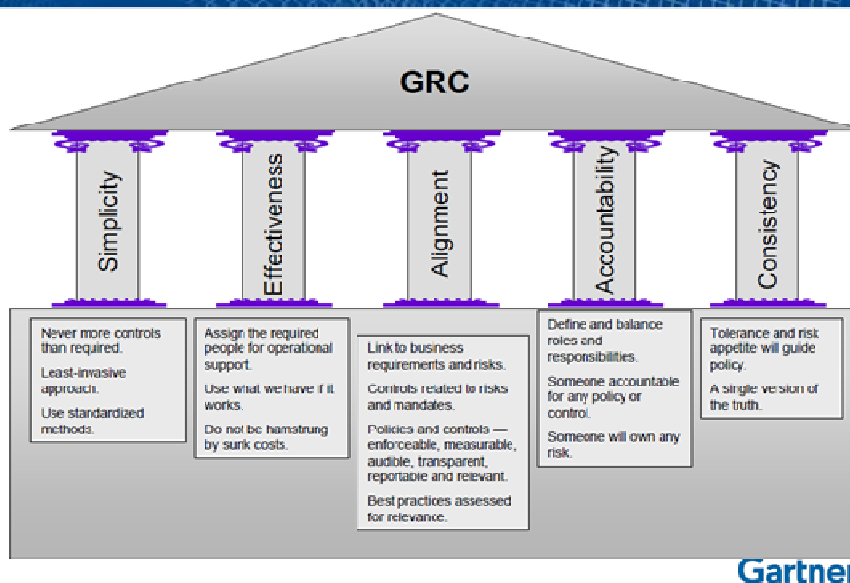 GRC
Simplicity
Effectiveness
Alignment
Accountability
Consistency
Never more controls
than required.
Least-invasive
approach.
Use standardized
methods.
Assign the required
people for operational
support.
Use what we have if it
works.
Do not be hamstrung
by sunk costs.
Link to business
requirements and risks.
Controls related to risks
and mandates.
Policies and controls —
enforceable, measurable,
audible, transparent,
reportable and relevant.
Best practices assessed
for relevance.
Define and balance
roles and
responsibilities.
Someone accountable
for any policy or
control.
Someone will own any
risk.
Tolerance and risk
appetite will guide
policy.
A single version of
the truth.
Gartner